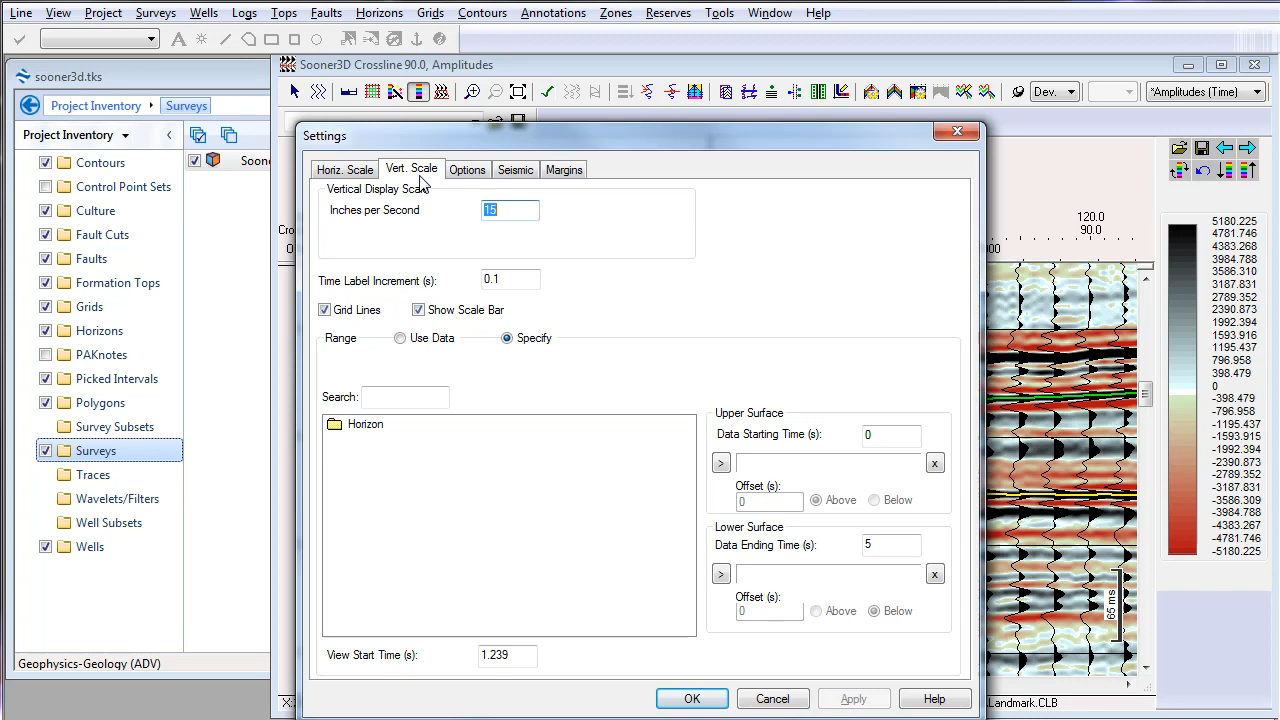 Line View Project Surveys Wells Logs Tops Faults Horizons Grids Contours Annotations Zones Reserves Tools Window Help
sooner3d.tks
Project Inventory Surveys
Project Inventory
Contours
Control Point Sets
Culture
Fault Cuts
Faults
Formation Tops
Grids
Horizons
PAKnotes
Picked Intervals
Polygons
Survey Subsets
Surveys
Traces
Wavelets/Filters
Well Subsets
Wells
Geophysics-Geology (ADV)
Soone
Sooner3D Crossline 90.0, Amplitudes
Dev...
*Amplitudes (Time)
Settings
Horiz. Scale Vert. Scale Options Seismic Margins
Vertical Display Scale
Inches per Second 15
Time Label Increment (s): 0.1
Grid Lines Show Scale Bar
Range Use Data Specify
Search:
Horizon
Upper Surface
Data Starting Time (s): 0
> x
Offset (s):
0 Above Below
Lower Surface
Data Ending Time (s): 5
> x
Offset (s):
0 Above Below
View Start Time (s): 1.239
OK Cancel Apply Help
Cro
0
120.0
90.0
000
65 ms
5180.225
4781.746
4383.268
3586.310
3187.831
2789.352
2390.873
1992.394
1593.916
1195.437
796.958
398.479
0
-398.479
-796.958
-1195.437
-1593.915
-1992.394
-2390.873
-2789.352
-3187.831
-3586.309
-3984.788
-4383.267
-4781.746
-5180.225
X:
Landmark.CLB